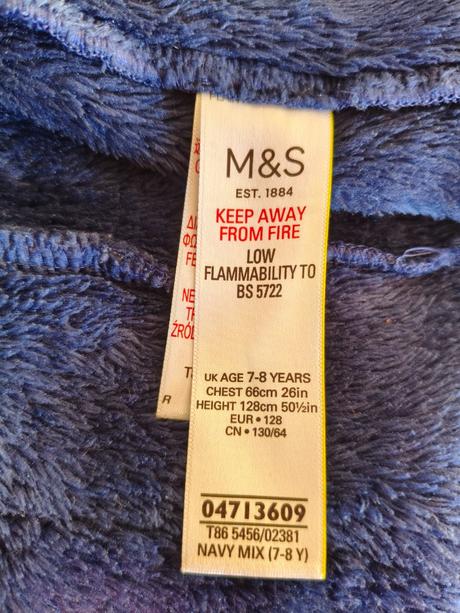 M&S
EST. 1884
KEEP AWAY
FROM FIRE
LOW
FLAMMABILITY TO
BS 5722
UK AGE 7-8 YEARS
CHEST 66cm 26in
HEIGHT 128cm 50½in
EUR • 128
CN • 130/64
04713609
T86 5456/02381
NAVY MIX (7-8 Y)
R